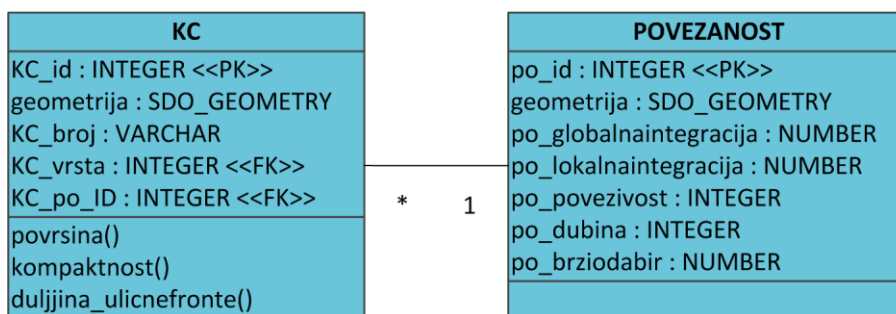 KC
KC_id : INTEGER <<PK>>
geometrija : SDO_GEOMETRY
KC_broj : VARCHAR
KC_vrsta : INTEGER <<FK>>
KC_po_ID : INTEGER <<FK>>
povrsina()
kompaktnost()
duljjina_ulicnefronte()
* 1
POVEZANOST
po_id : INTEGER <<PK>>
geometrija : SDO_GEOMETRY
po_globalnaintegracija : NUMBER
po_lokalnaintegracija : NUMBER
po_povezivost : INTEGER
po_dubina : INTEGER
po_brziodabir : NUMBER